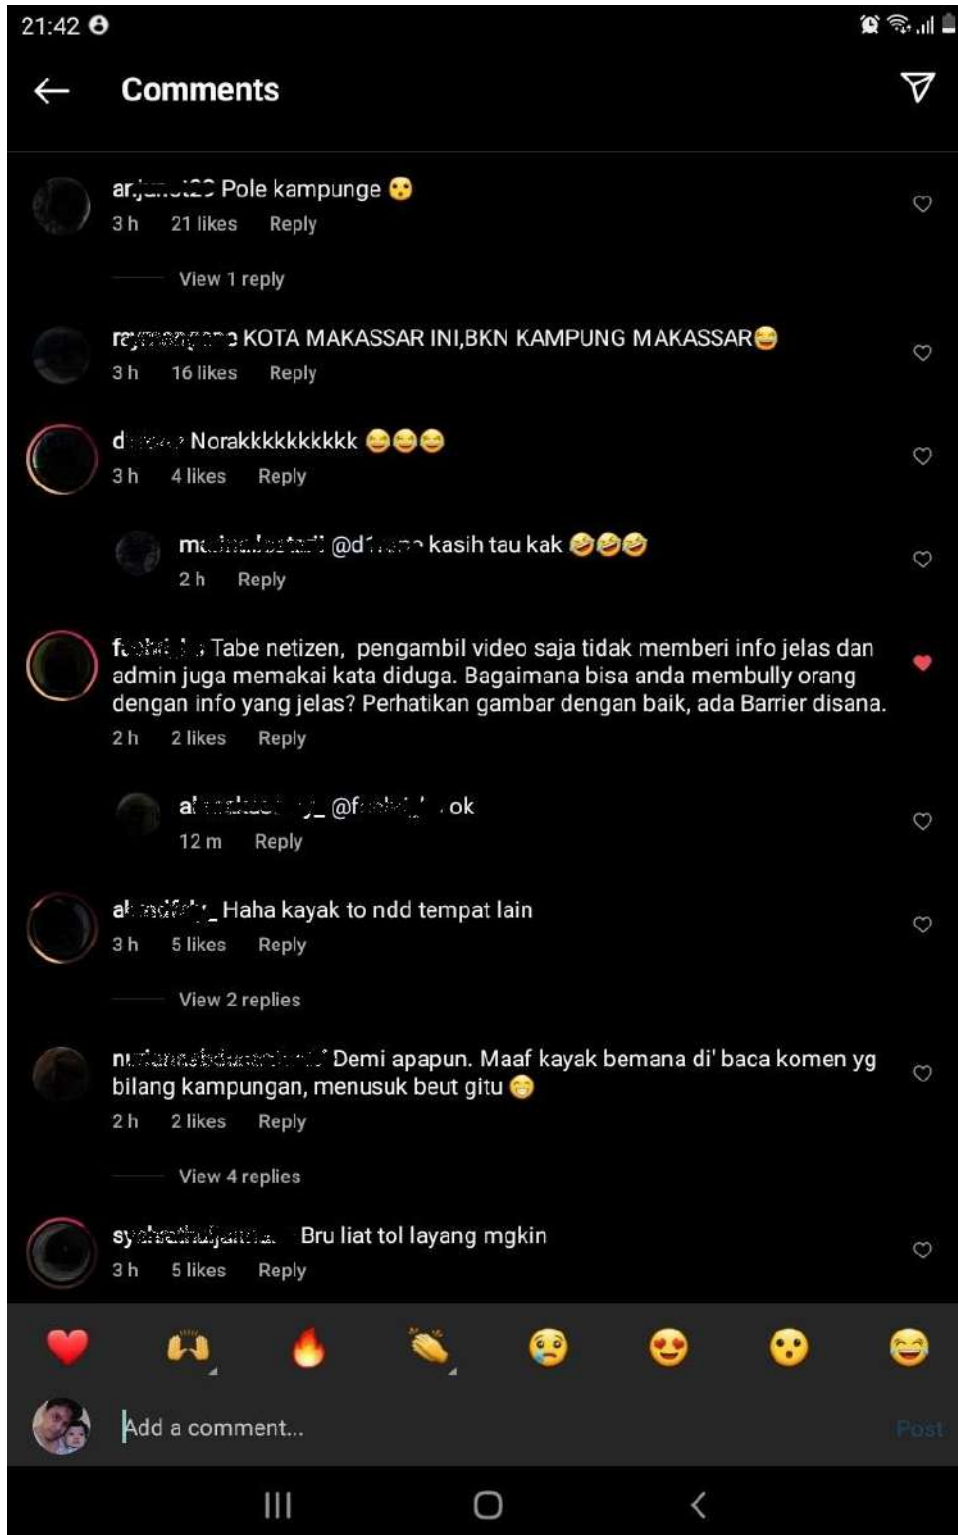 21:42
Comments
Pole kampunge 😯
3 h 21 likes Reply
View 1 reply
KOTA MAKASSAR INI,BKN KAMPUNG MAKASSAR😂
3 h 16 likes Reply
Norakkkkkkkkkk 😂😂😂
3 h 4 likes Reply
kasih tau kak 🤣🤣🤣
2 h Reply
Tabe netizen, pengambil video saja tidak memberi info jelas dan
admin juga memakai kata diduga. Bagaimana bisa anda membully orang
dengan info yang jelas? Perhatikan gambar dengan baik, ada Barrier disana.
2 h 2 likes Reply
ok
12 m Reply
Haha kayak to ndd tempat lain
3 h 5 likes Reply
View 2 replies
Demi apapun. Maaf kayak bemana di' baca komen yg
bilang kampungan, menusuk beut gitu 😁
2 h 2 likes Reply
View 4 replies
Bru liat tol layang mgkin
3 h 5 likes Reply
Add a comment...
Post